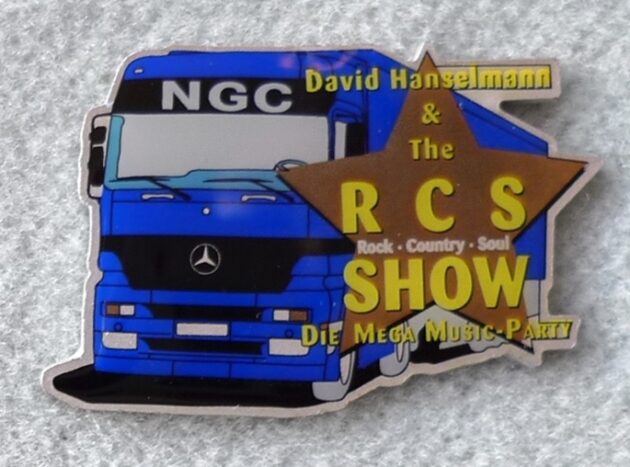 NGC
David Hanselmann
&
The
R C S
Rock · Country · Soul
SHOW
DIE MEGA MUSIC-PARTY